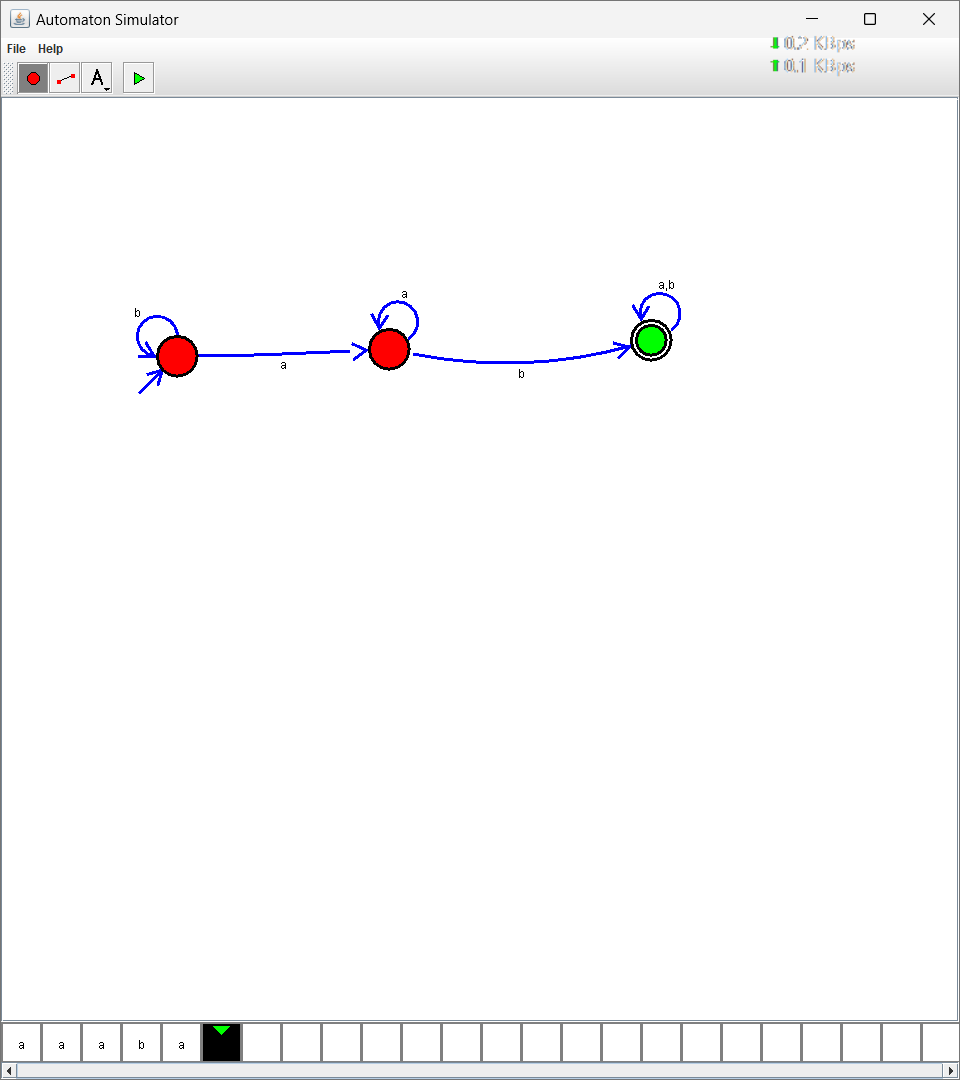 Automaton Simulator
File Help
0.2 KBps
0.1 KBps
A
a,b
a
b
a
b
a a a b a